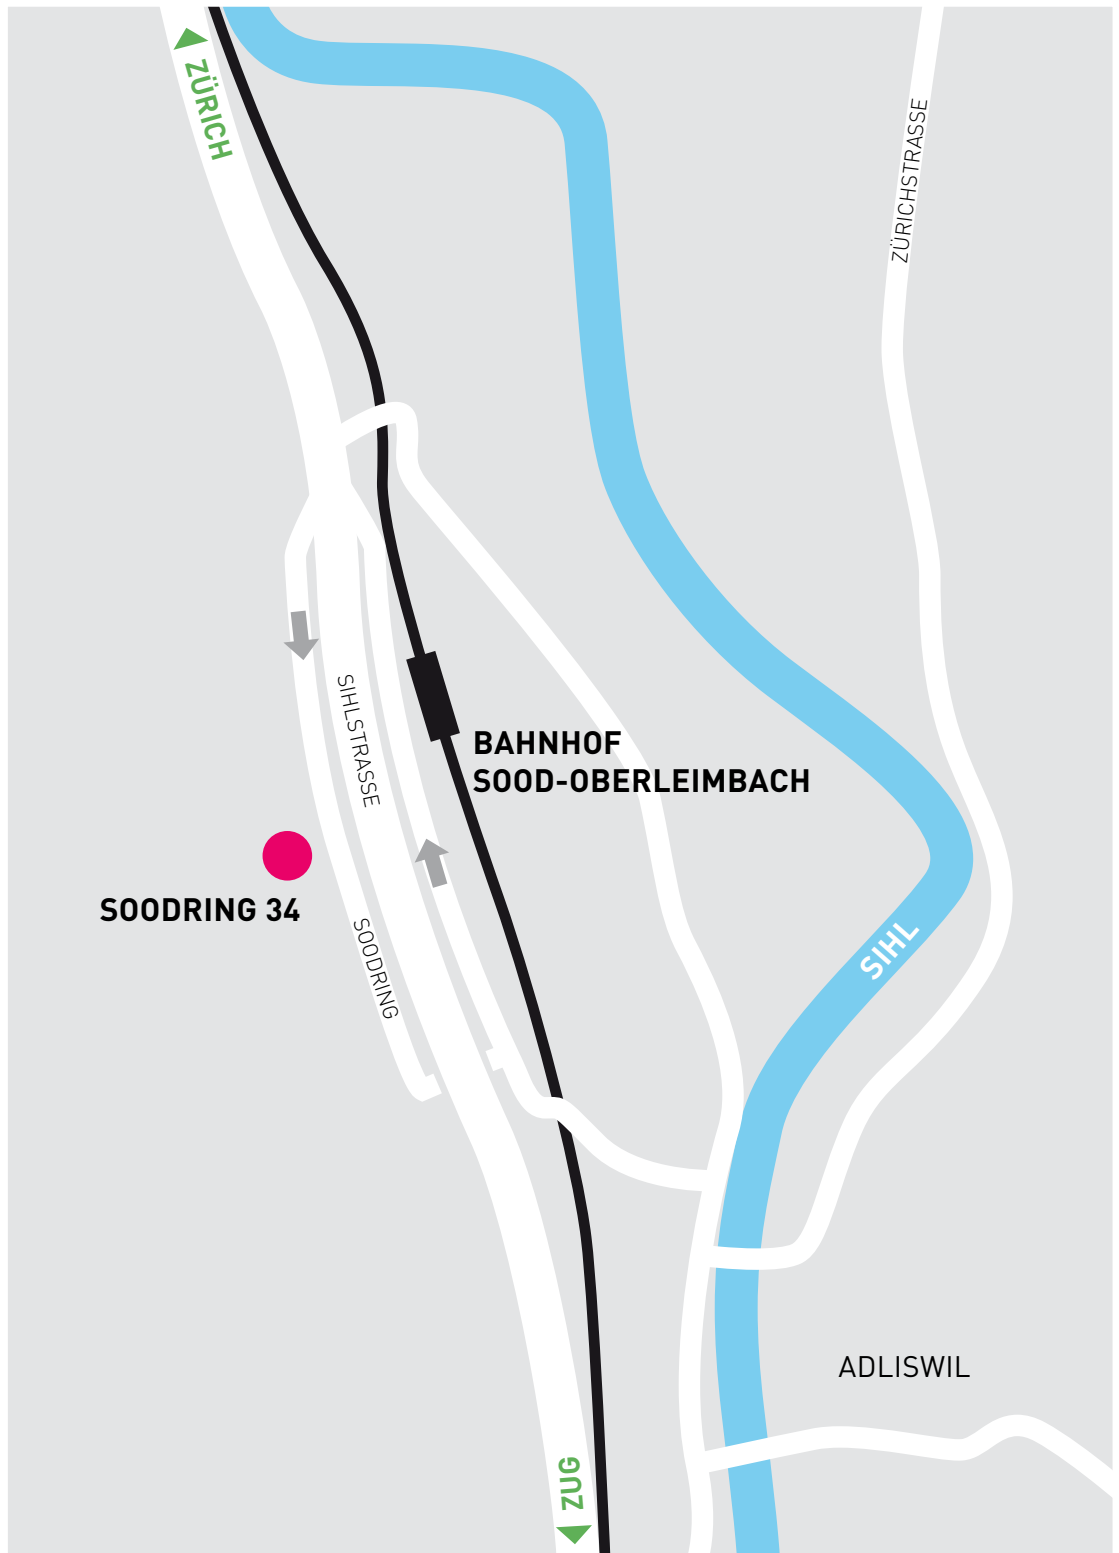 ZÜRICH
ZÜRICHSTRASSE
SIHLSTRASSE
BAHNHOF
SOOD-OBERLEIMBACH
SOODRING 34
SOODRING
SIHL
ADLISWIL
ZUG